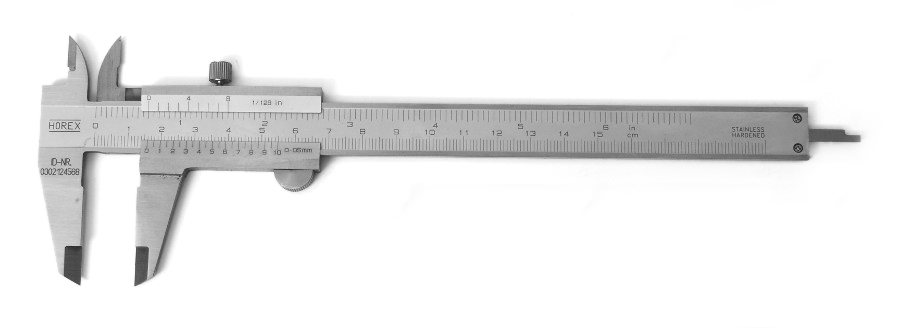 0 4 8
1/128 in
HOREX
0 1 2 3 4 5 6 in
0 1 2 3 4 5 6 9 10 11 12 13 14 15 cm
STAINLESS
HARDENED
0 1 2 3 4 5 6 7 8 9 10 0-05mm
ID-NR.
0302124568